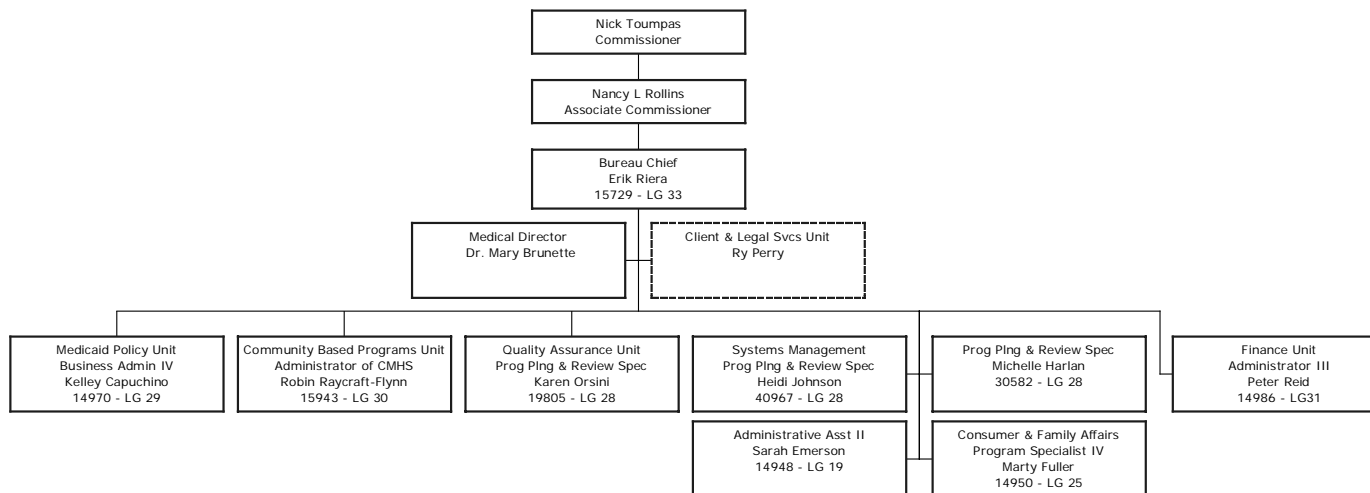 Nick Toumpas
Commissioner
Nancy L Rollins
Associate Commissioner
Bureau Chief
Erik Riera
15729 - LG 33
Medical Director
Dr. Mary Brunette
Client & Legal Svcs Unit
Ry Perry
Medicaid Policy Unit
Business Admin IV
Kelley Capuchino
14970 - LG 29
Community Based Programs Unit
Administrator of CMHS
Robin Raycraft-Flynn
15943 - LG 30
Quality Assurance Unit
Prog Plng & Review Spec
Karen Orsini
19805 - LG 28
Systems Management
Prog Plng & Review Spec
Heidi Johnson
40967 - LG 28
Prog Plng & Review Spec
Michelle Harlan
30582 - LG 28
Finance Unit
Administrator III
Peter Reid
14986 - LG31
Administrative Asst II
Sarah Emerson
14948 - LG 19
Consumer & Family Affairs
Program Specialist IV
Marty Fuller
14950 - LG 25